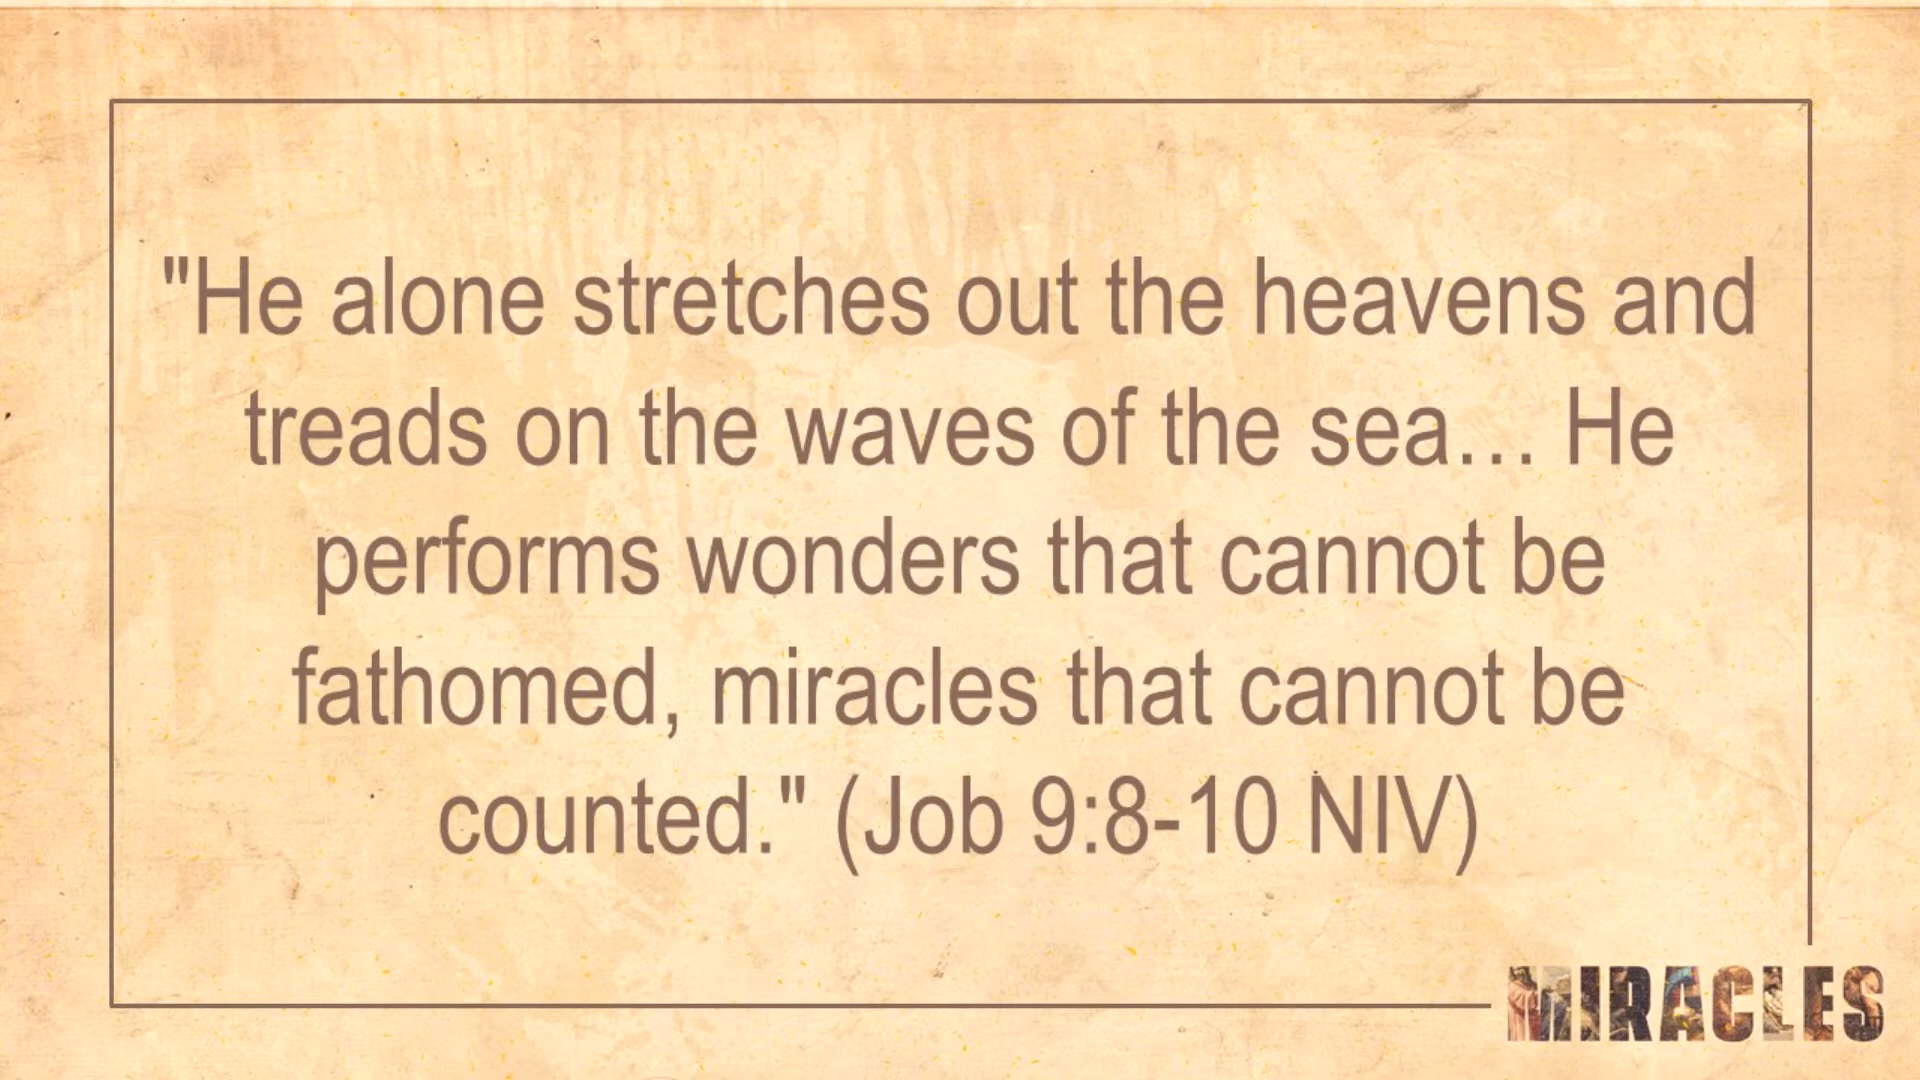 "He alone stretches out the heavens and
treads on the waves of the sea… He
performs wonders that cannot be
fathomed, miracles that cannot be
counted." (Job 9:8-10 NIV)
MIRACLES